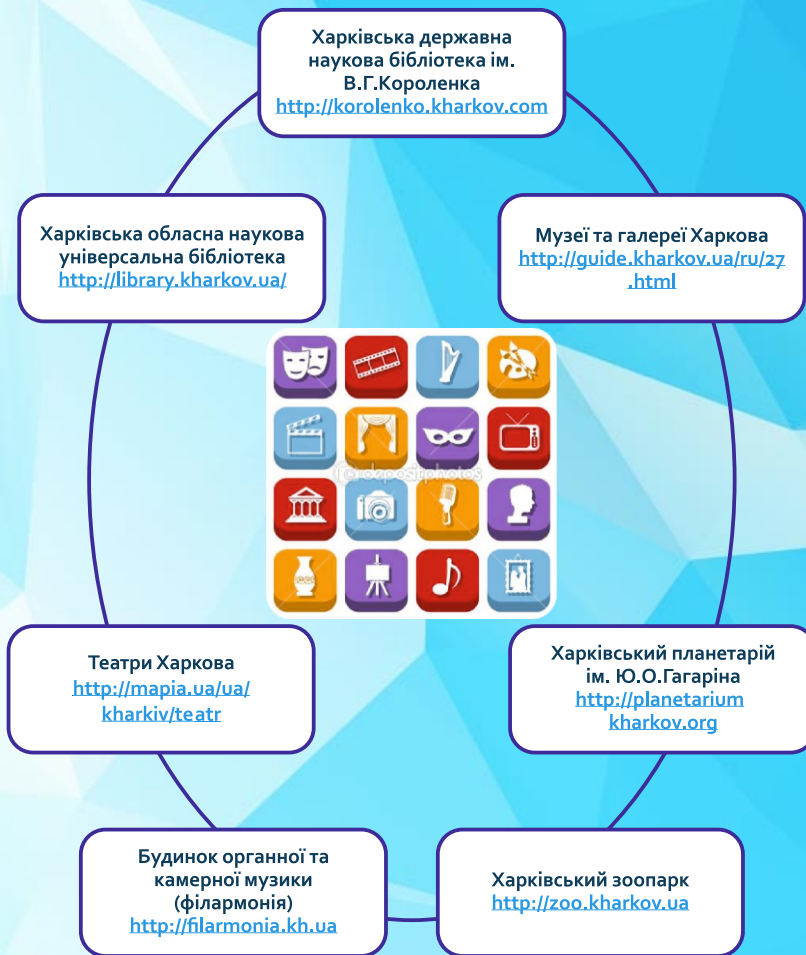 Харківська державна
наукова бібліотека ім.
В.Г.Короленка
http://korolenko.kharkov.com
Харківська обласна наукова
універсальна бібліотека
http://library.kharkov.ua/
Музеї та галереї Харкова
http://guide.kharkov.ua/ru/27
.html
depositphotos
Театри Харкова
http://mapia.ua/ua/
kharkiv/teatr
Харківський планетарій
ім. Ю.О.Гагаріна
http://planetarium
kharkov.org
Будинок органної та
камерної музики
(філармонія)
http://filarmonia.kh.ua
Харківський зоопарк
http://zoo.kharkov.ua